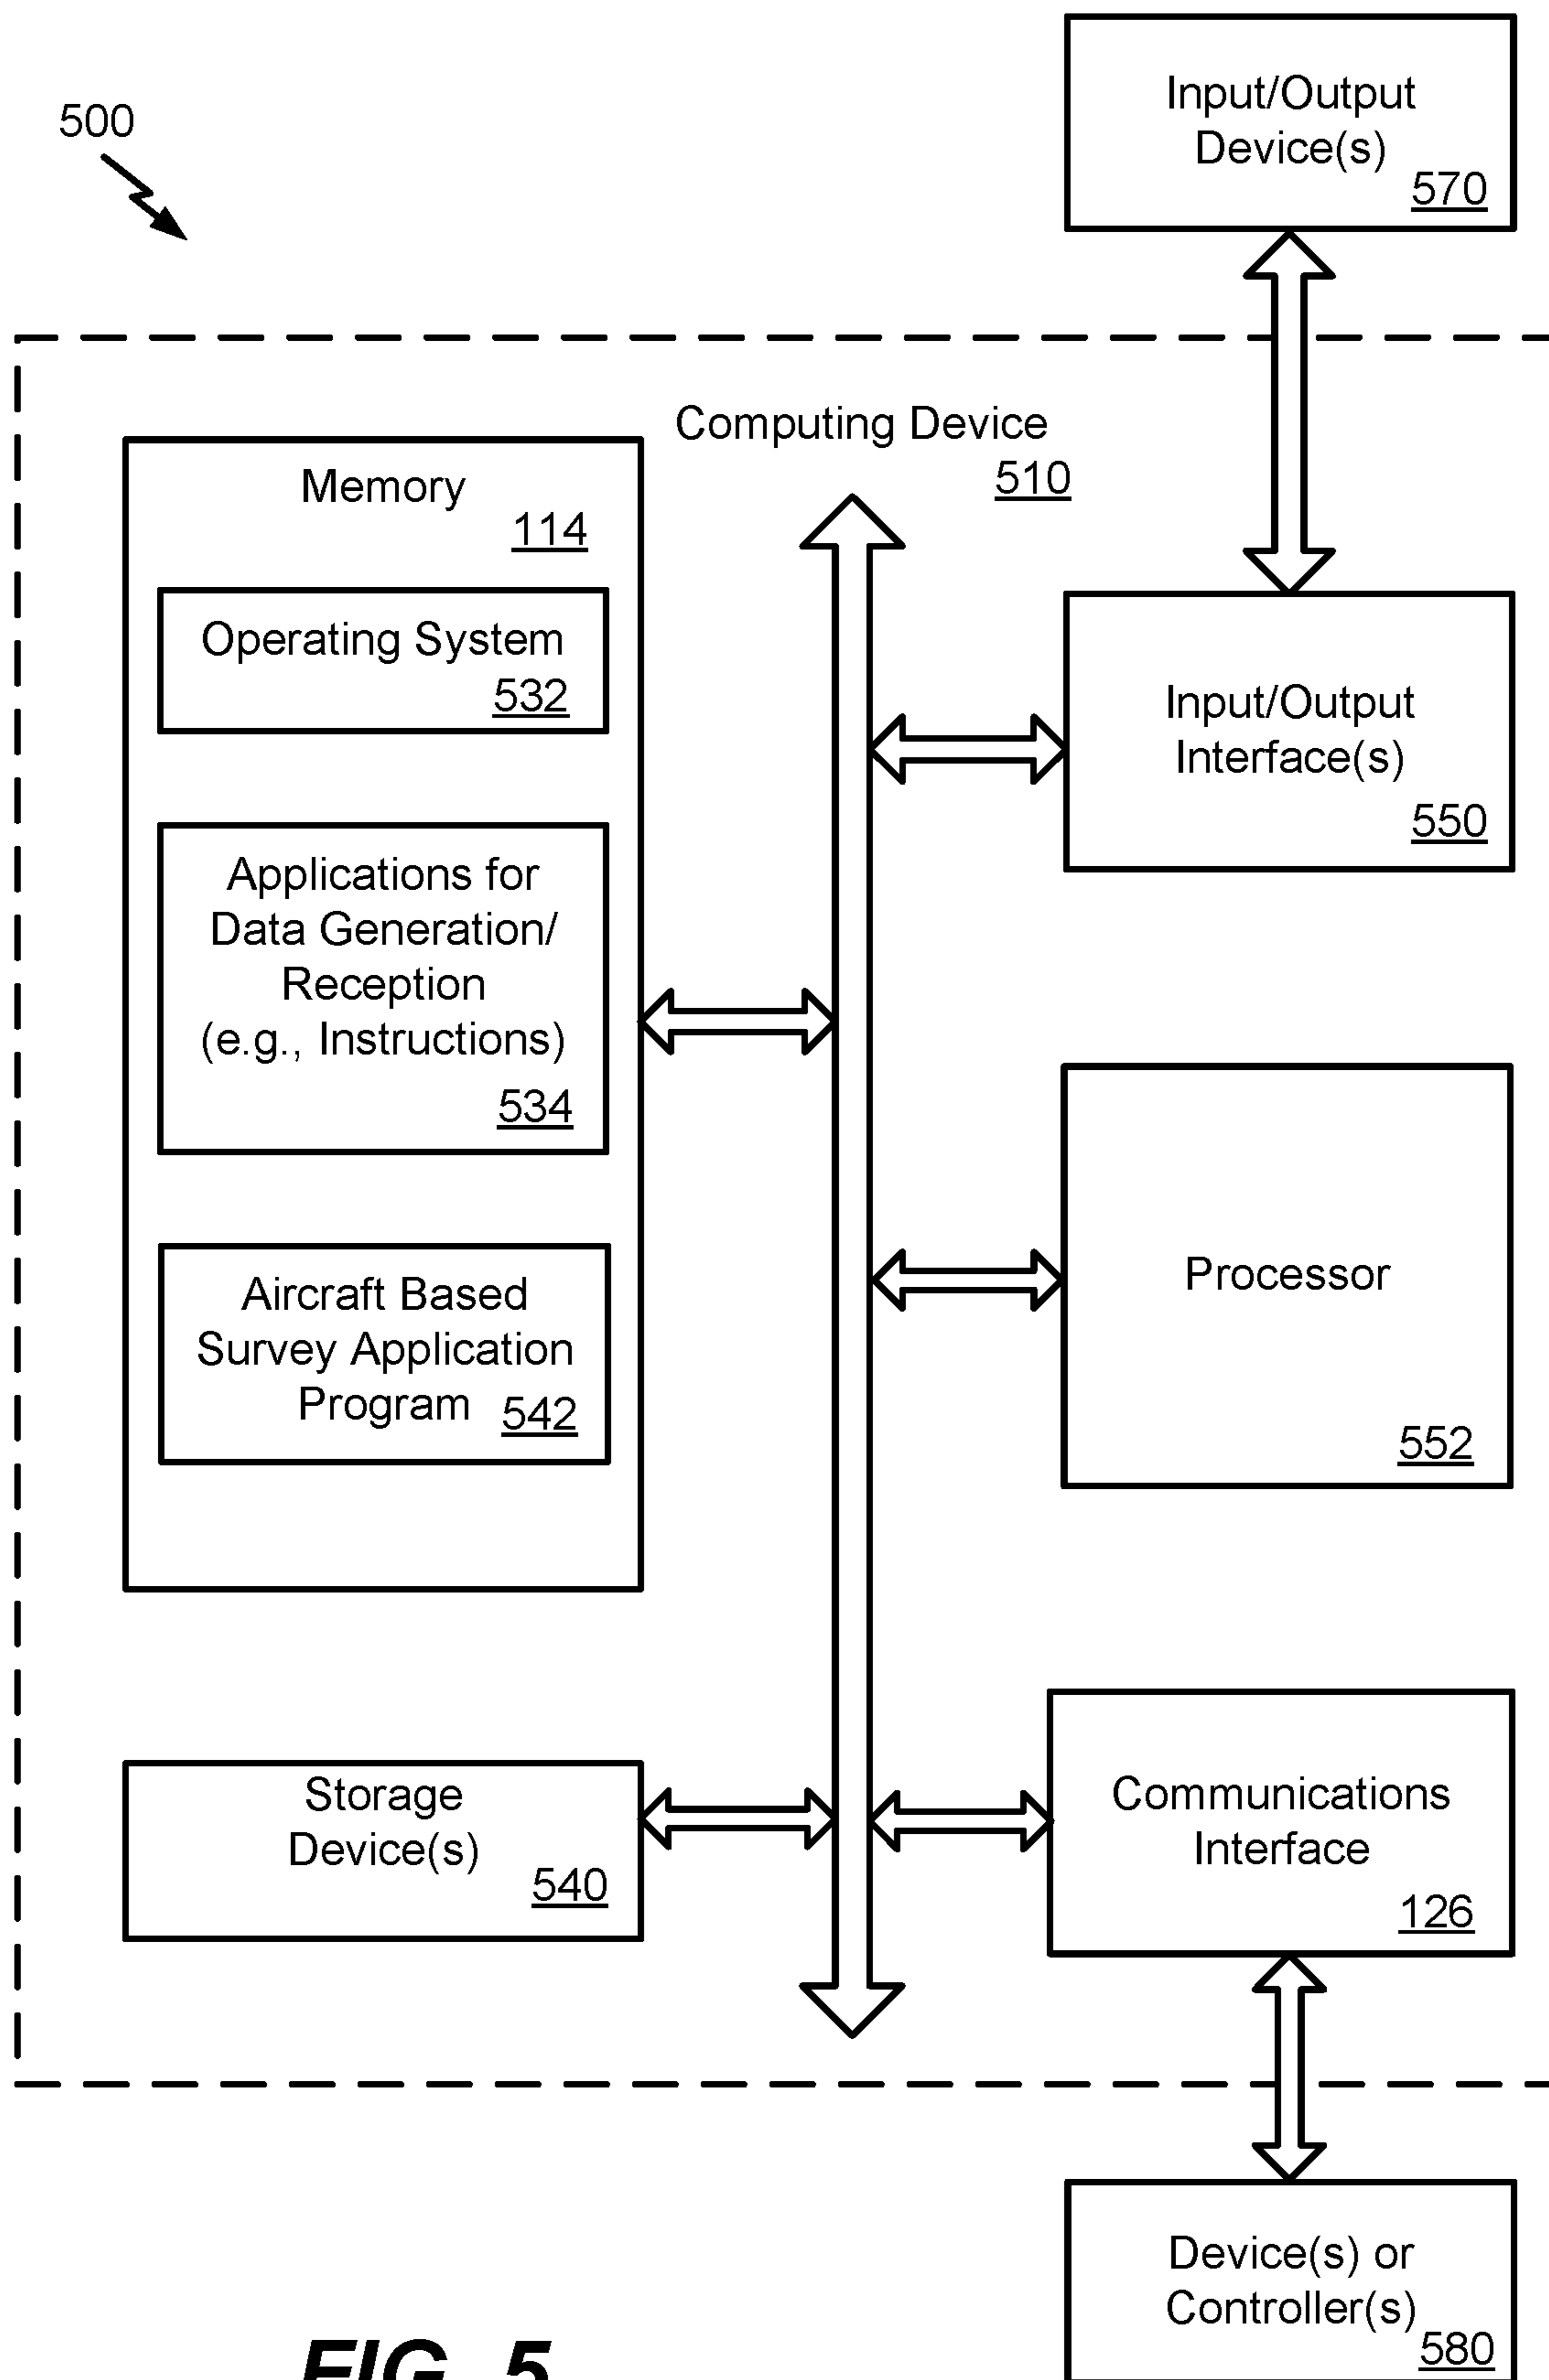 500
Input/Output
Device(s)
570
Computing Device
510
Memory
114
Operating System
532
Applications for
Data Generation/
Reception
(e.g., Instructions)
534
Aircraft Based
Survey Application
Program 542
Storage
Device(s)
540
Input/Output
Interface(s)
550
Processor
552
Communications
Interface
126
Device(s) or
Controller(s)
580
FIG. 5